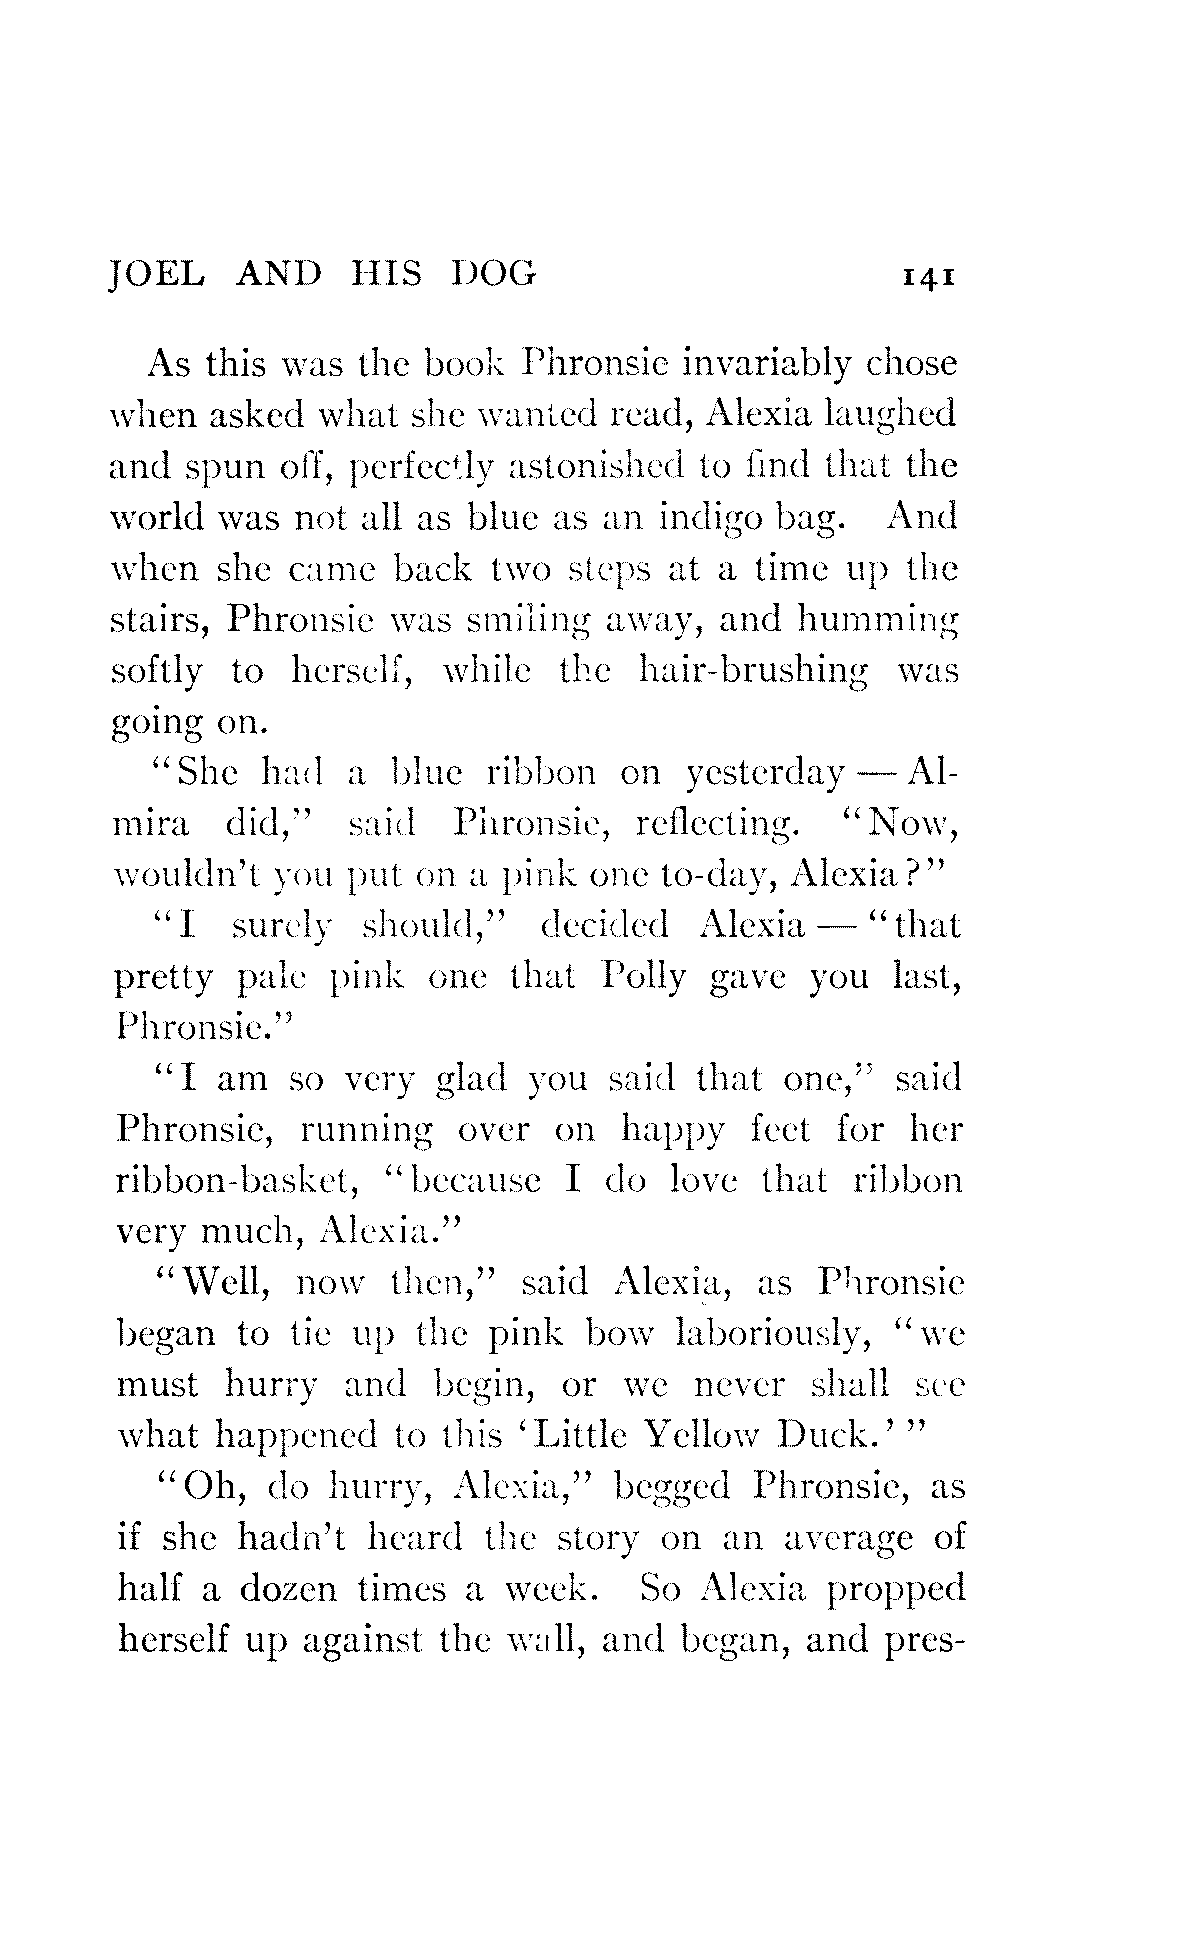 JOEL AND HIS DOG 141
As this was the book Phronsie invariably chose
when asked what she wanted read, Alexia laughed
and spun off, perfectly astonished to find that the
world was not all as blue as an indigo bag. And
when she came back two steps at a time up the
stairs, Phronsie was smiling away, and humming
softly to herself, while the hair-brushing was
going on.
“She had a blue ribbon on yesterday — Al-
mira did,” said Phronsie, reflecting. “Now,
wouldn’t you put on a pink one to-day, Alexia?”
“I surely should,” decided Alexia — “that
pretty pale pink one that Polly gave you last,
Phronsie.”
“I am so very glad you said that one,” said
Phronsie, running over on happy feet for her
ribbon-basket, “because I do love that ribbon
very much, Alexia.”
“Well, now then,” said Alexia, as Phronsie
began to tie up the pink bow laboriously, “we
must hurry and begin, or we never shall see
what happened to this ‘Little Yellow Duck.’ ”
“Oh, do hurry, Alexia,” begged Phronsie, as
if she hadn’t heard the story on an average of
half a dozen times a week. So Alexia propped
herself up against the wall, and began, and pres-